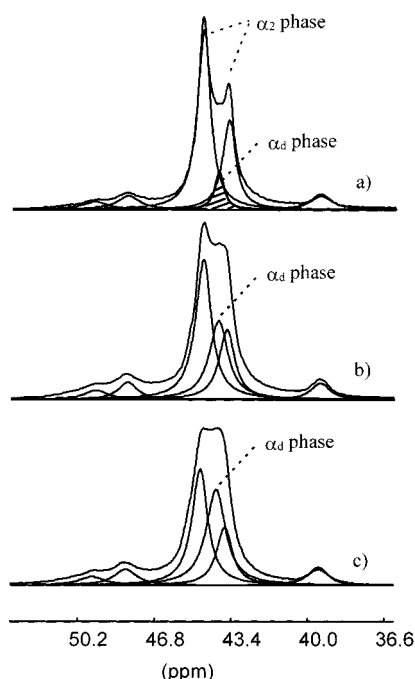 α₂ phase
αd phase
a)
αd phase
b)
αd phase
c)
50.2 46.8 43.4 40.0 36.6
(ppm)